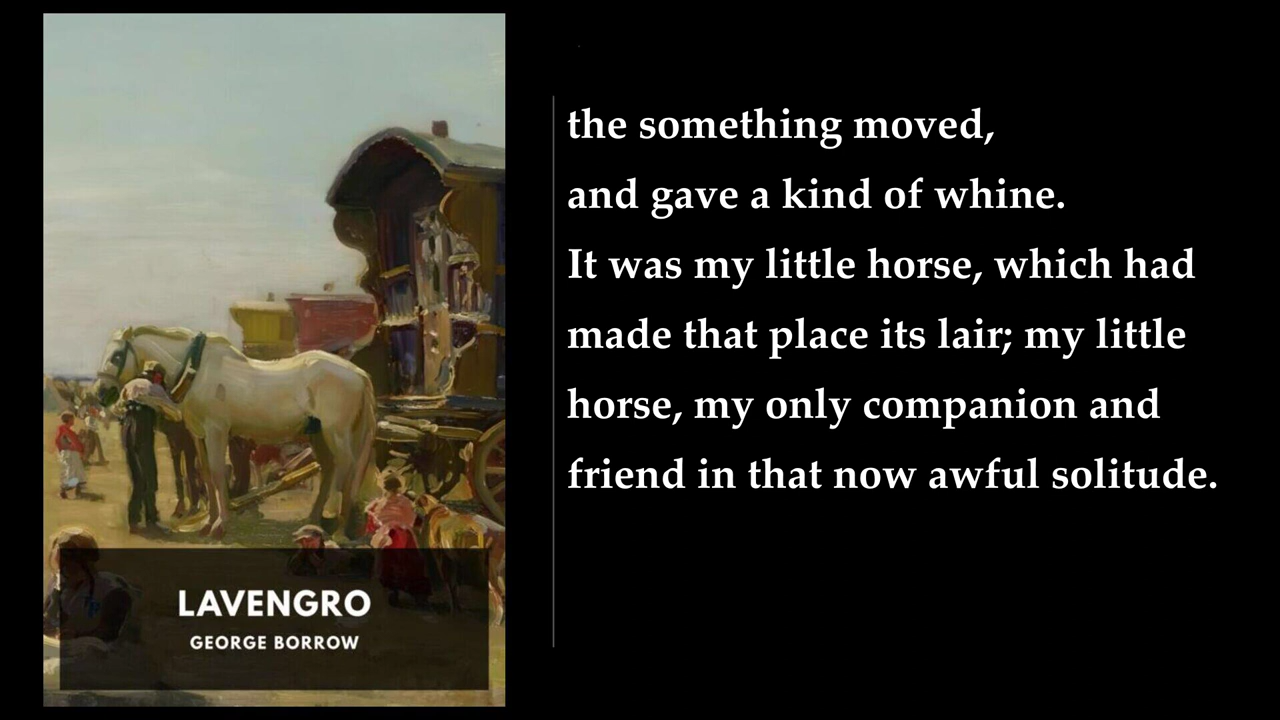 the something moved,
and gave a kind of whine.
It was my little horse, which had
made that place its lair; my little
horse, my only companion and
friend in that now awful solitude.
LAVENGRO
GEORGE BORROW